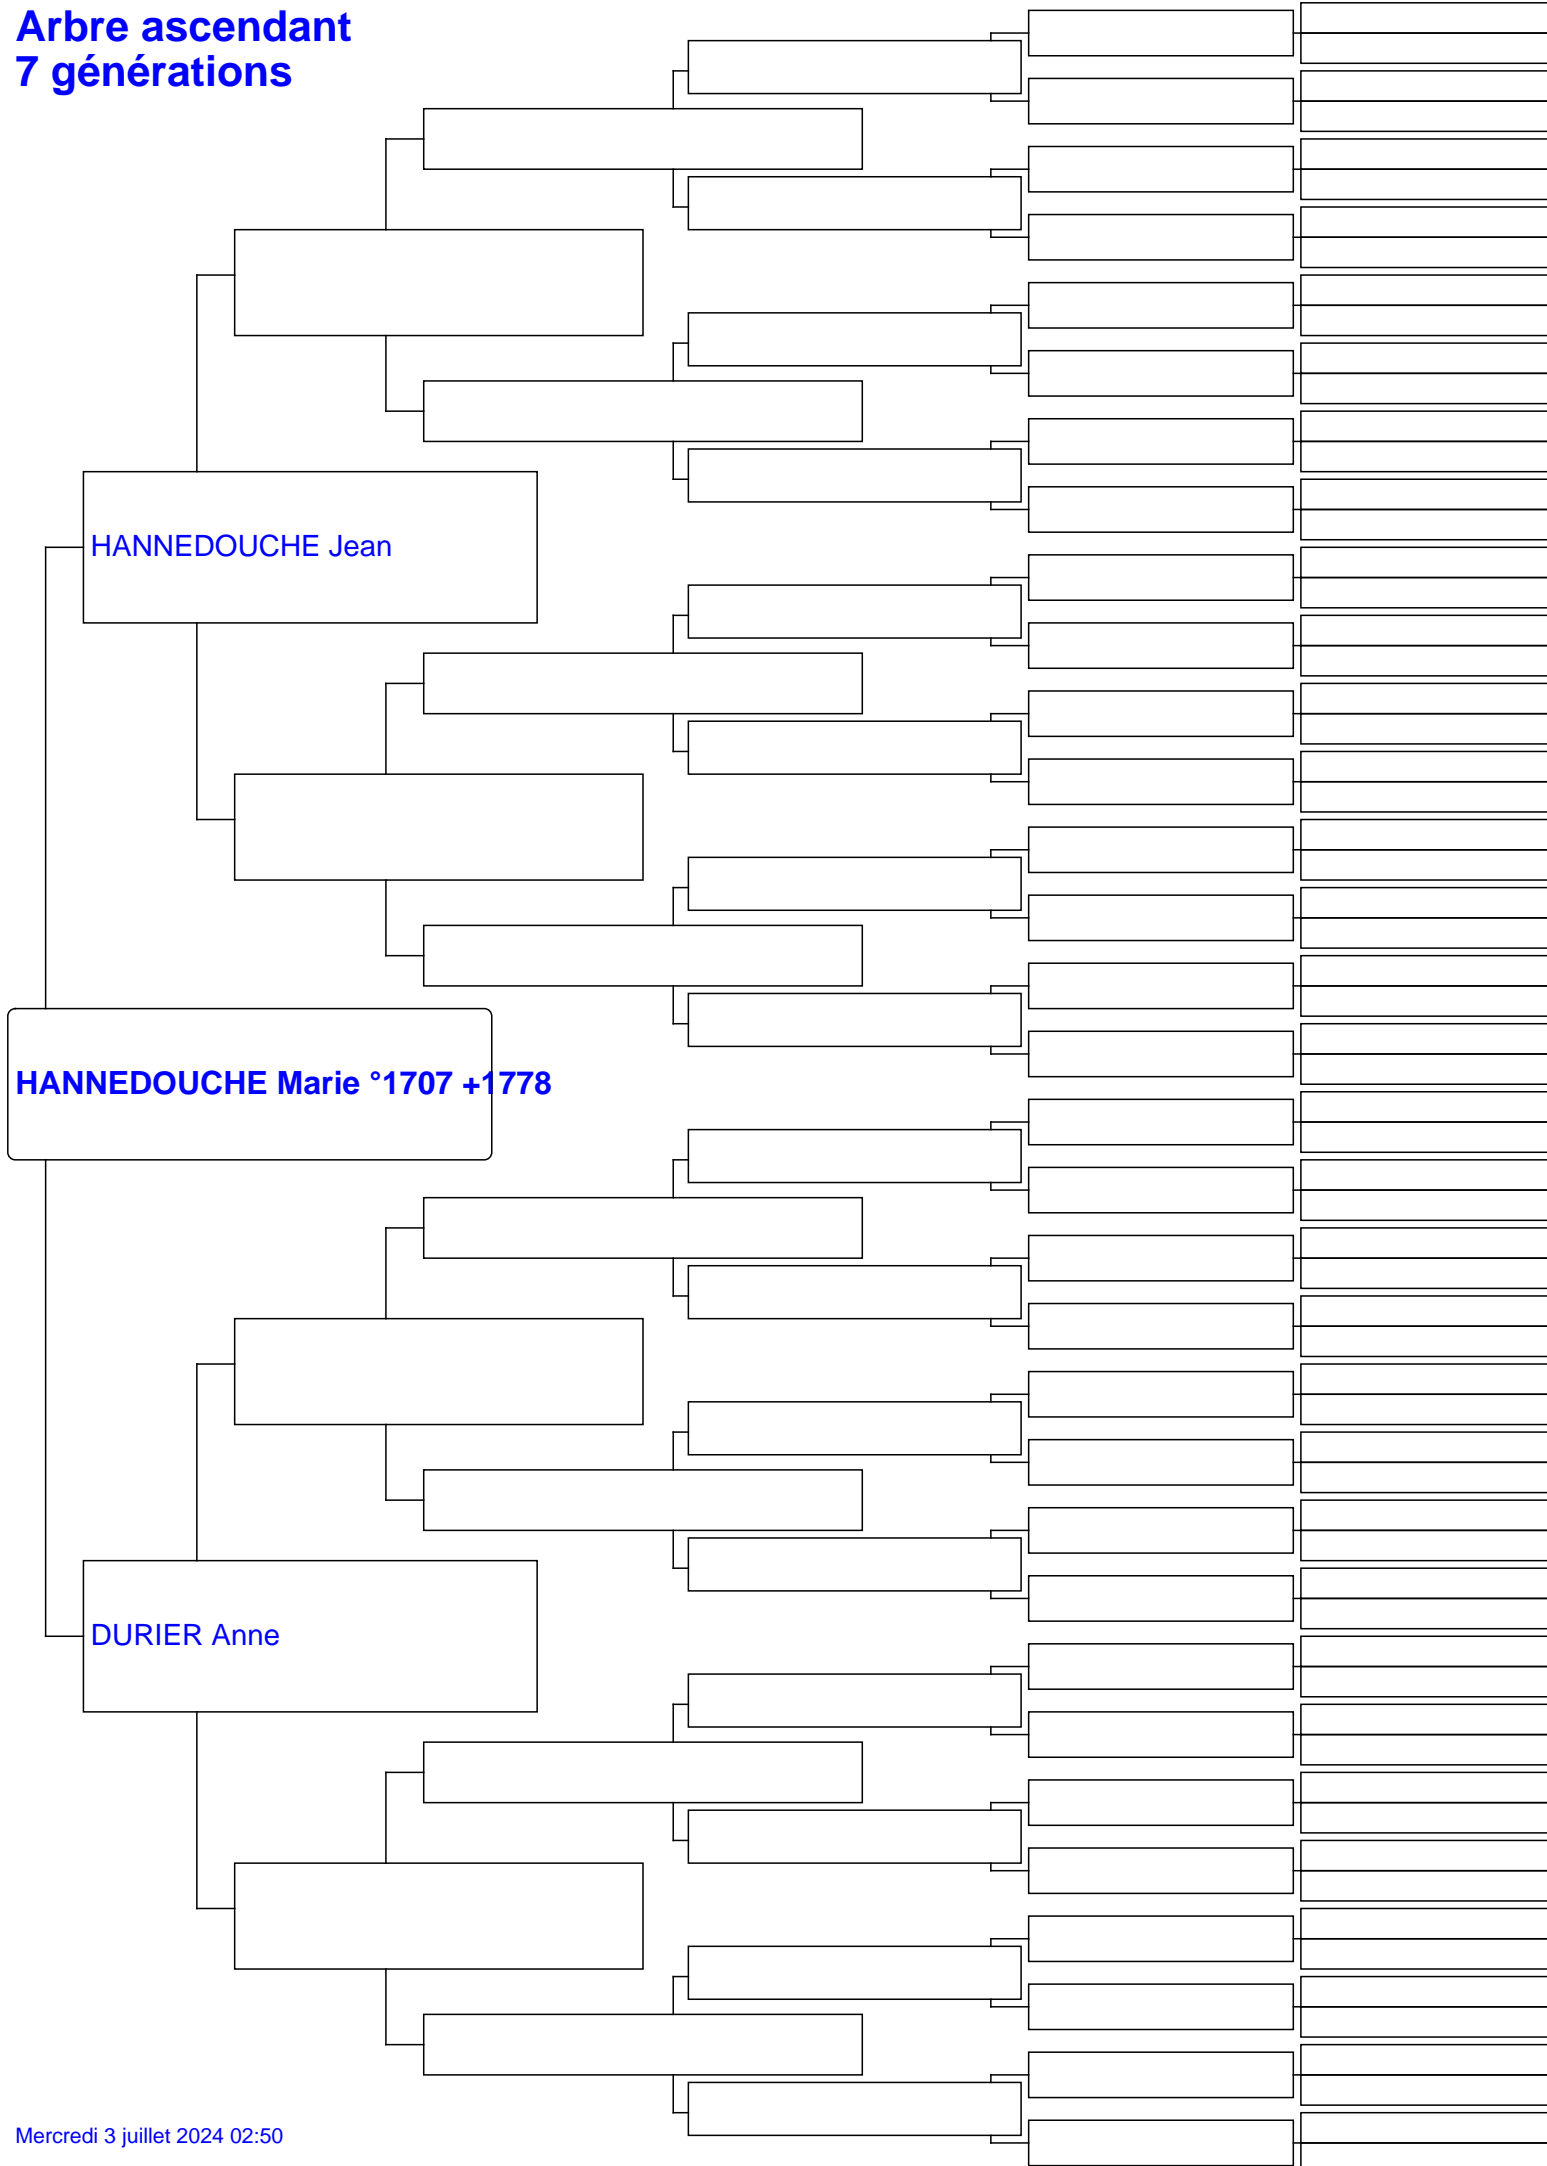 Arbre ascendant
7 générations
HANNEDOUCHE Jean
HANNEDOUCHE Marie °1707 +1778
DURIER Anne
Mercredi 3 juillet 2024 02:50